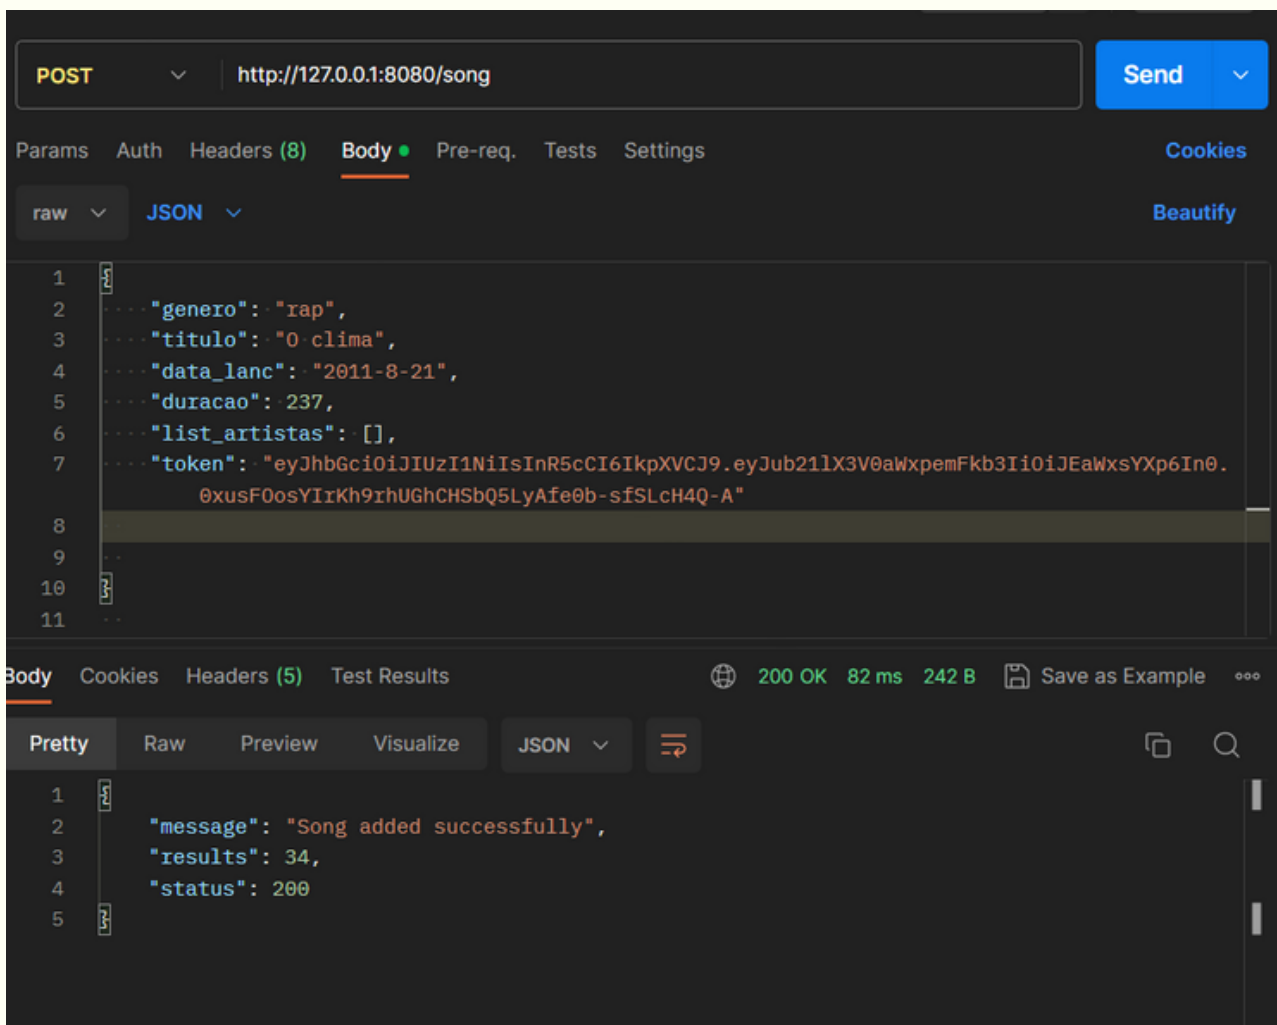 POST http://127.0.0.1:8080/song Send
Params Auth Headers (8) Body Pre-req. Tests Settings Cookies
raw JSON Beautify
1 {
2 "genero": "rap",
3 "titulo": "O clima",
4 "data_lanc": "2011-8-21",
5 "duracao": 237,
6 "list_artistas": [],
7 "token": "eyJhbGciOiJIUzI1NiIsInR5cCI6IkpXVCJ9.eyJub21lX3V0aWxpemFkb3IiOiJEaWxsYXp6In0.
0xusFOosYIrKh9rhUGhCHSbQ5LyAfe0b-sfSLcH4Q-A"
8
9
10 }
11
Body Cookies Headers (5) Test Results 200 OK 82 ms 242 B Save as Example
Pretty Raw Preview Visualize JSON
1 {
2 "message": "Song added successfully",
3 "results": 34,
4 "status": 200
5 }